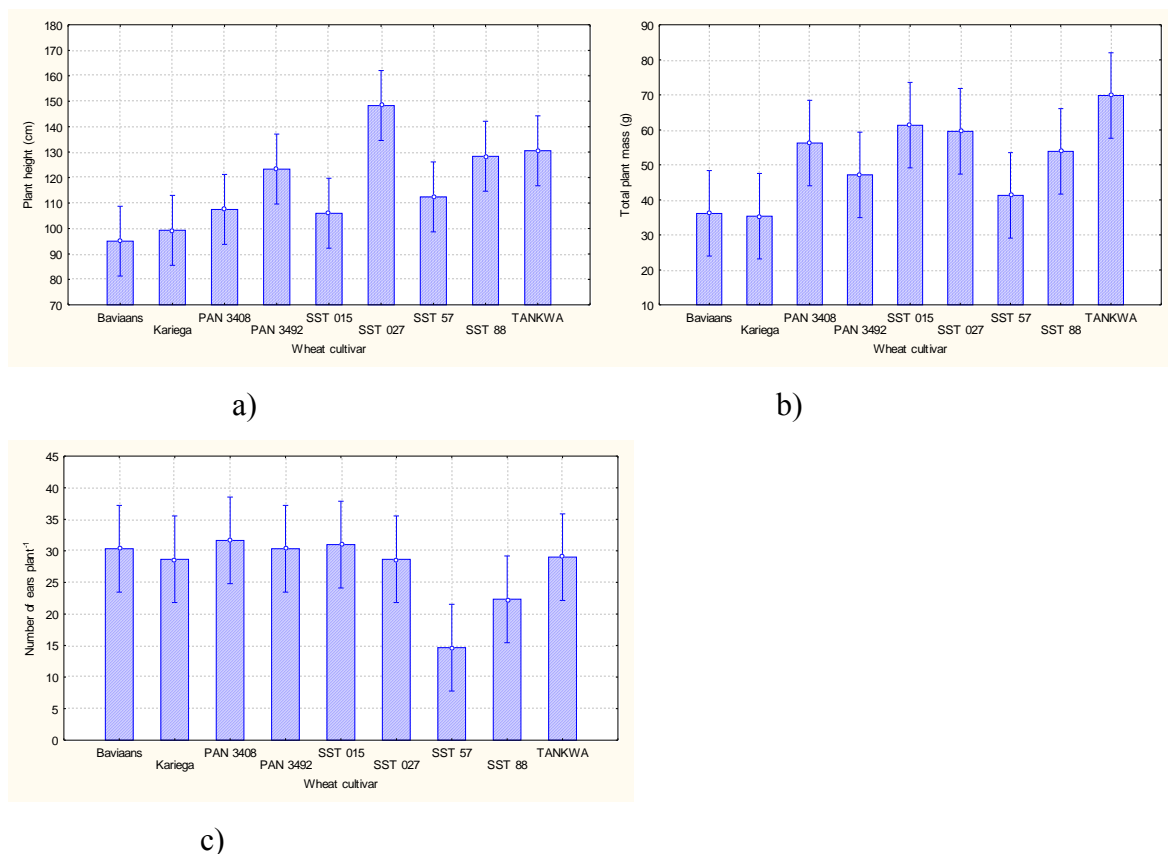 Plant height (cm)
180
170
160
150
140
130
120
110
100
90
80
70
Baviaans PAN 3408 SST 015 SST 57 TANKWA
Kariega PAN 3492 SST 027 SST 88
Wheat cultivar
a)
Total plant mass (g)
90
80
70
60
50
40
30
20
10
Baviaans PAN 3408 SST 015 SST 57 TANKWA
Kariega PAN 3492 SST 027 SST 88
Wheat cultivar
b)
Number of ears plant⁻¹
45
40
35
30
25
20
15
10
5
0
Baviaans PAN 3408 SST 015 SST 57 TANKWA
Kariega PAN 3492 SST 027 SST 88
Wheat cultivar
c)